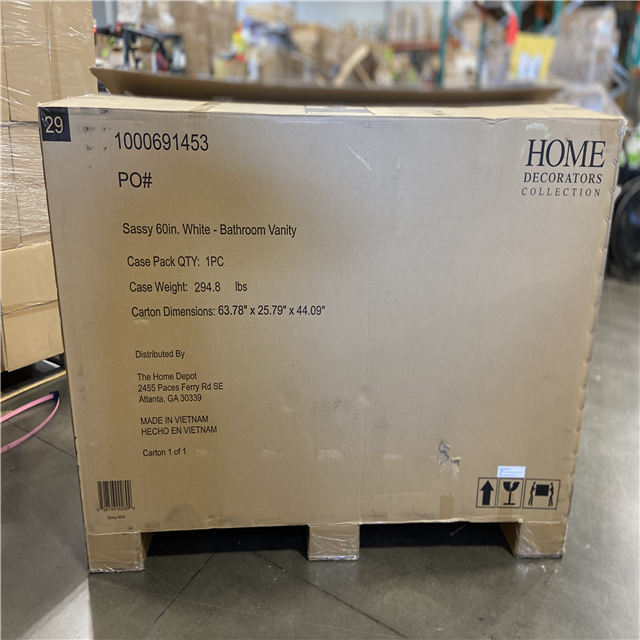 29
1000691453
PO#
HOME
DECORATORS
COLLECTION
Sassy 60in. White - Bathroom Vanity
Case Pack QTY: 1PC
Case Weight: 294.8 lbs
Carton Dimensions: 63.78" x 25.79" x 44.09"
Distributed By
The Home Depot
2455 Paces Ferry Rd SE
Atlanta, GA 30339
MADE IN VIETNAM
HECHO EN VIETNAM
Carton 1 of 1